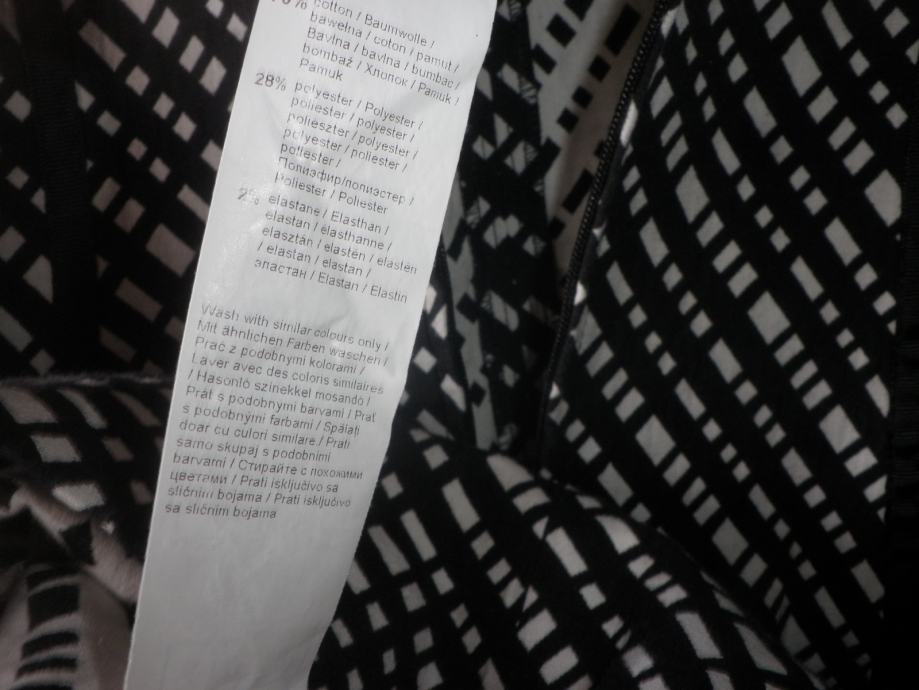 cotton / Baumwolle /
bawełna / coton / pamut /
Bavlna / bavlna / bumbac /
bombaž / Хлопок / Pamuk /
Pamuk
28% polyester / Polyester /
poliester / polyester /
poliészter / polyester /
polyester / poliester /
poliester /
Полиэфир/полиэстер /
Poliester / Poliester
2% elastane / Elasthan /
elastan / élasthanne /
elasztán / elastén / elastén
/ elastan / elastan /
эластан / Elastan / Elastin
Wash with similar colours only /
Mit ähnlichen Farben waschen /
Prać z podobnymi kolorami /
Laver avec des coloris similaires
/ Hasonló színekkel mosandó /
Prát s podobnými barvami / Prať
s podobnými farbami / Spălați
doar cu culori similare / Prati
samo skupaj s podobnimi
barvami / Стирайте с похожими
цветами / Prati isključivo sa
sličnim bojama / Prati isključivo
sa sličnim bojama